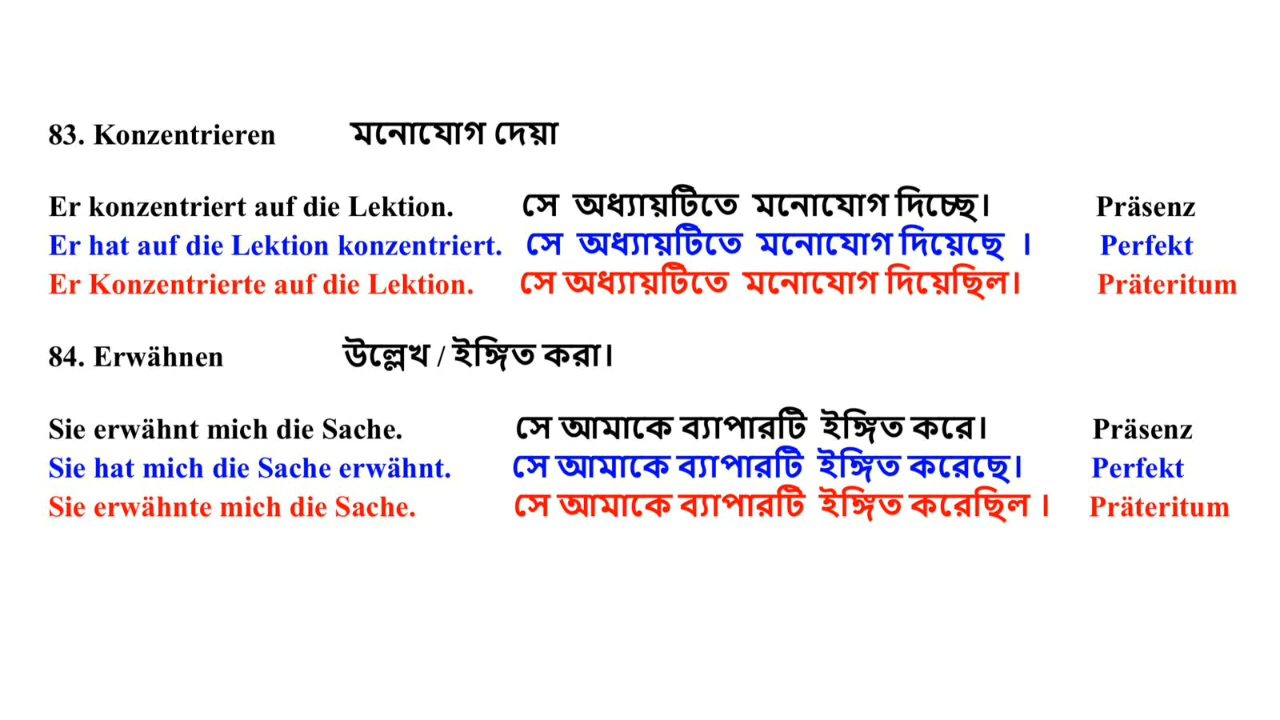 83. Konzentrieren মনোযোগ দেয়া
Er konzentriert auf die Lektion. সে অধ্যায়টিতে মনোযোগ দিচ্ছে। Präsenz
Er hat auf die Lektion konzentriert. সে অধ্যায়টিতে মনোযোগ দিয়েছে । Perfekt
Er Konzentrierte auf die Lektion. সে অধ্যায়টিতে মনোযোগ দিয়েছিল। Präteritum
84. Erwähnen উল্লেখ / ইঙ্গিত করা।
Sie erwähnt mich die Sache. সে আমাকে ব্যাপারটি ইঙ্গিত করে। Präsenz
Sie hat mich die Sache erwähnt. সে আমাকে ব্যাপারটি ইঙ্গিত করেছে। Perfekt
Sie erwähnte mich die Sache. সে আমাকে ব্যাপারটি ইঙ্গিত করেছিল । Präteritum